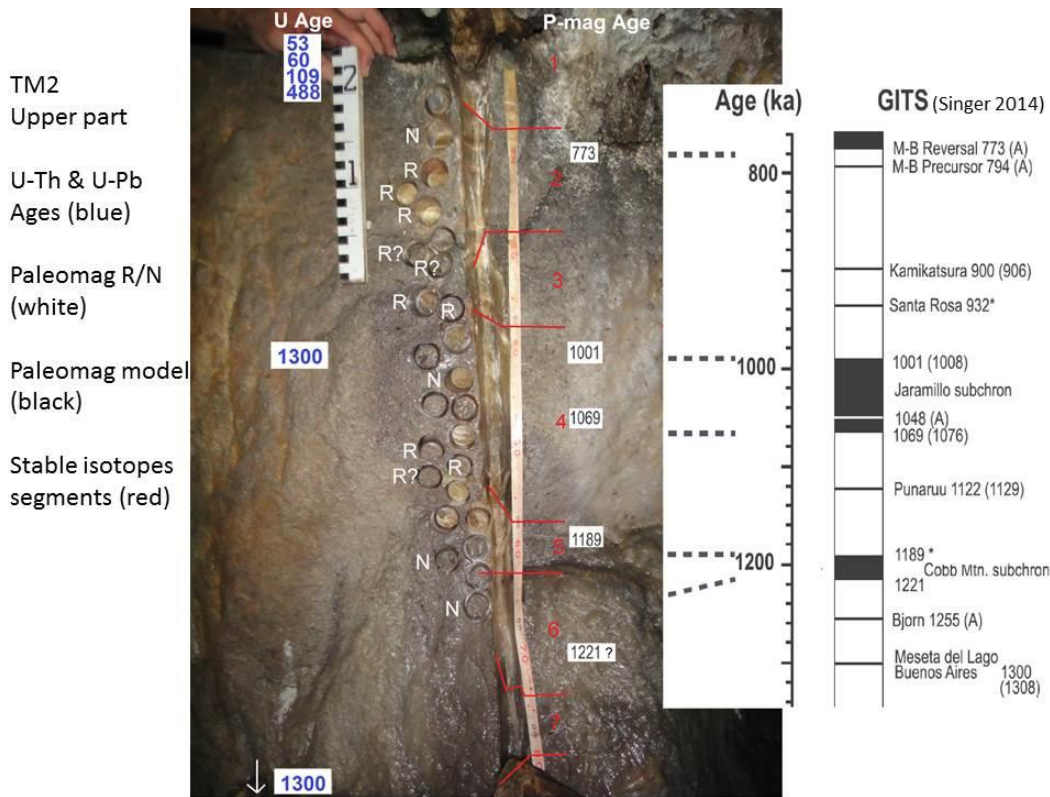 TM2
Upper part
U-Th & U-Pb
Ages (blue)
Paleomag R/N
(white)
Paleomag model
(black)
Stable isotopes
segments (red)
U Age
53
60
109
488
1300
1300
2
1
N
R
R
R
R?
R?
R
R
N
R
R?
R
N
N
P-mag Age
1
773
2
3
1001
4
1069
1189
5
6
1221 ?
7
Age (ka)
800
1000
1200
GITS (Singer 2014)
M-B Reversal 773 (A)
M-B Precursor 794 (A)
Kamikatsura 900 (906)
Santa Rosa 932*
1001 (1008)
Jaramillo subchron
1048 (A)
1069 (1076)
Punaruu 1122 (1129)
1189 *
Cobb Mtn. subchron
1221
Bjorn 1255 (A)
Meseta del Lago
Buenos Aires 1300
(1308)